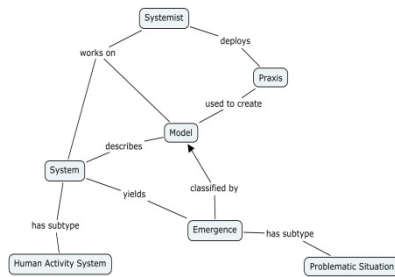 Systemist
deploys
works on
Praxis
used to create
Model
describes
System
classified by
yields
has subtype
Emergence
has subtype
Human Activity System
Problematic Situation